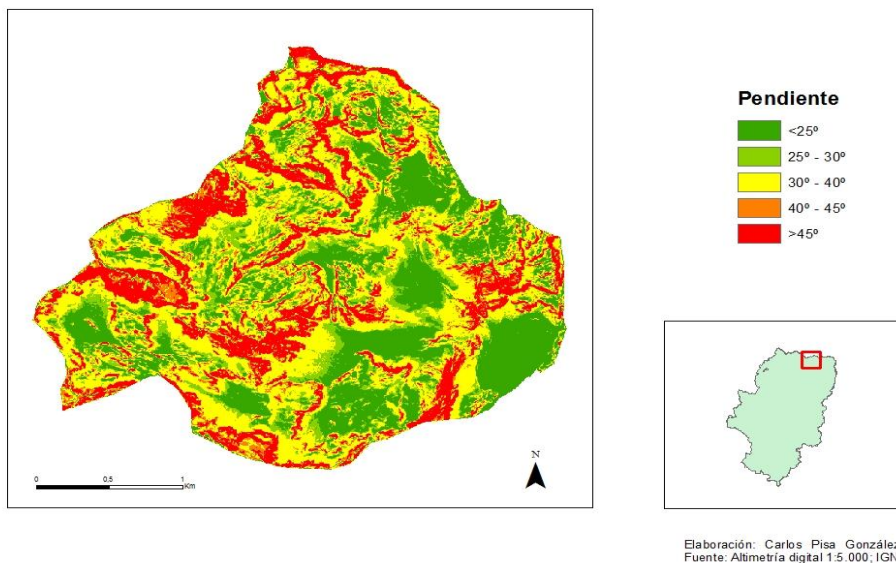 Pendiente
<25º
25º - 30º
30º - 40º
40º - 45º
>45º
N
0 0,5 1
Km
Elaboración: Carlos Pisa González
Fuente: Altimetría digital 1:5.000; IGN